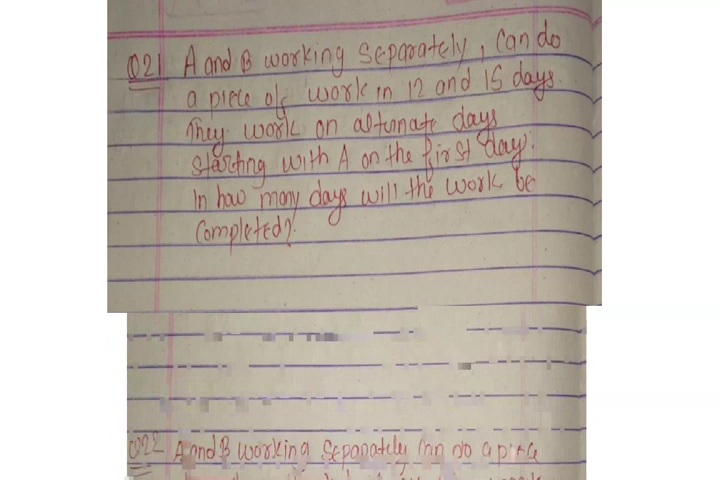 Q21 A and B working separately, can do
a piece of work in 12 and 15 days.
They work on alternate days
starting with A on the first day.
In how many days will the work be
completed?
Q22 A and B working Separately Can do a piece